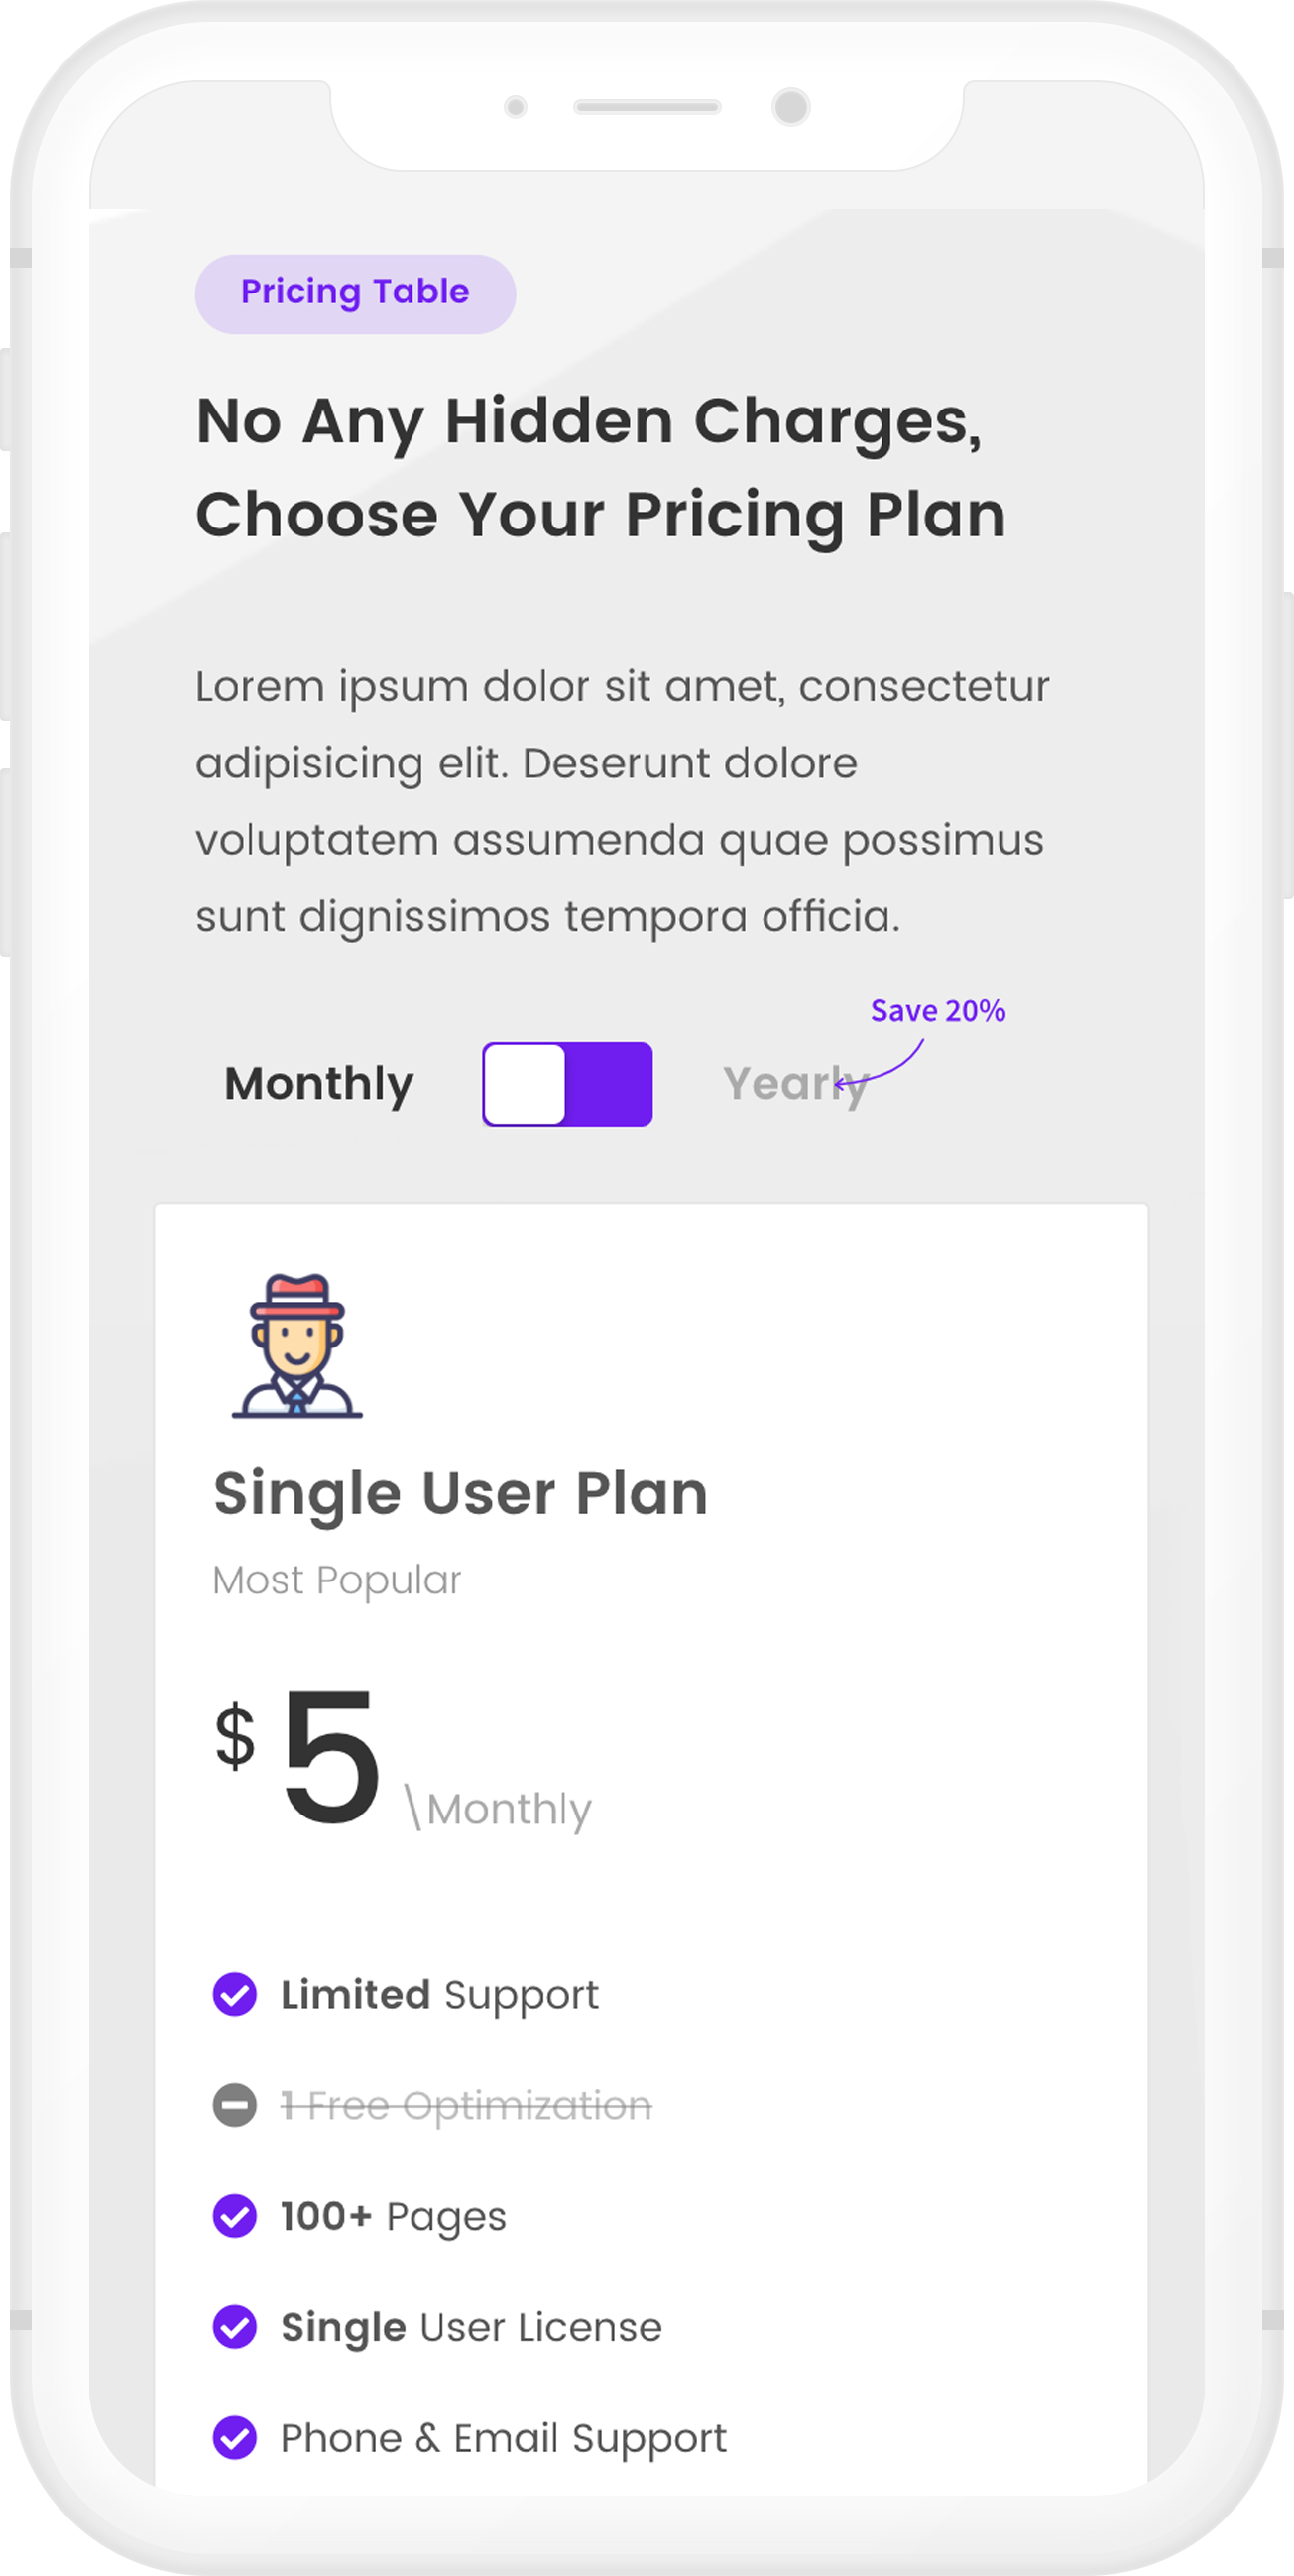 Pricing Table
No Any Hidden Charges,
Choose Your Pricing Plan
Lorem ipsum dolor sit amet, consectetur
adipisicing elit. Deserunt dolore
voluptatem assumenda quae possimus
sunt dignissimos tempora officia.
Save 20%
Monthly Yearly
Single User Plan
Most Popular
$5 \Monthly
Limited Support
1 Free Optimization
100+ Pages
Single User License
Phone & Email Support